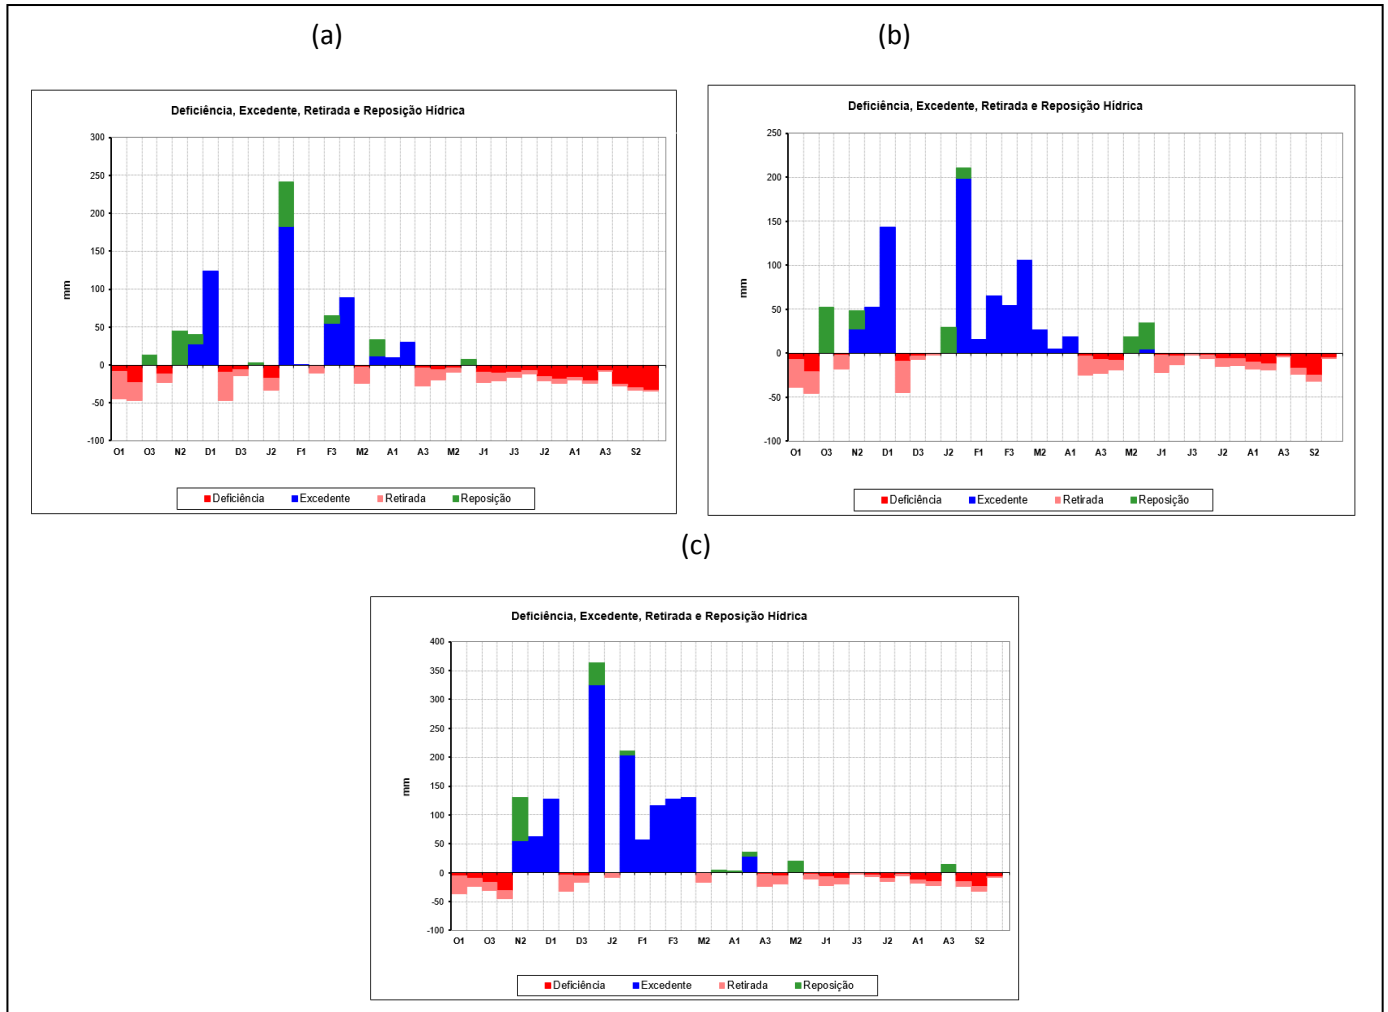 (a)
(b)
Deficiência, Excedente, Retirada e Reposição Hídrica
300
250
200
150
100
50
0
-50
-100
mm
O1 O3 N2 D1 D3 J2 F1 F3 M2 A1 A3 M2 J1 J3 J2 A1 A3 S2
Deficiência Excedente Retirada Reposição
Deficiência, Excedente, Retirada e Reposição Hídrica
250
200
150
100
50
0
-50
-100
mm
O1 O3 N2 D1 D3 J2 F1 F3 M2 A1 A3 M2 J1 J3 J2 A1 A3 S2
Deficiência Excedente Retirada Reposição
(c)
Deficiência, Excedente, Retirada e Reposição Hídrica
400
350
300
250
200
150
100
50
0
-50
-100
mm
O1 O3 N2 D1 D3 J2 F1 F3 M2 A1 A3 M2 J1 J3 J2 A1 A3 S2
Deficiência Excedente Retirada Reposição